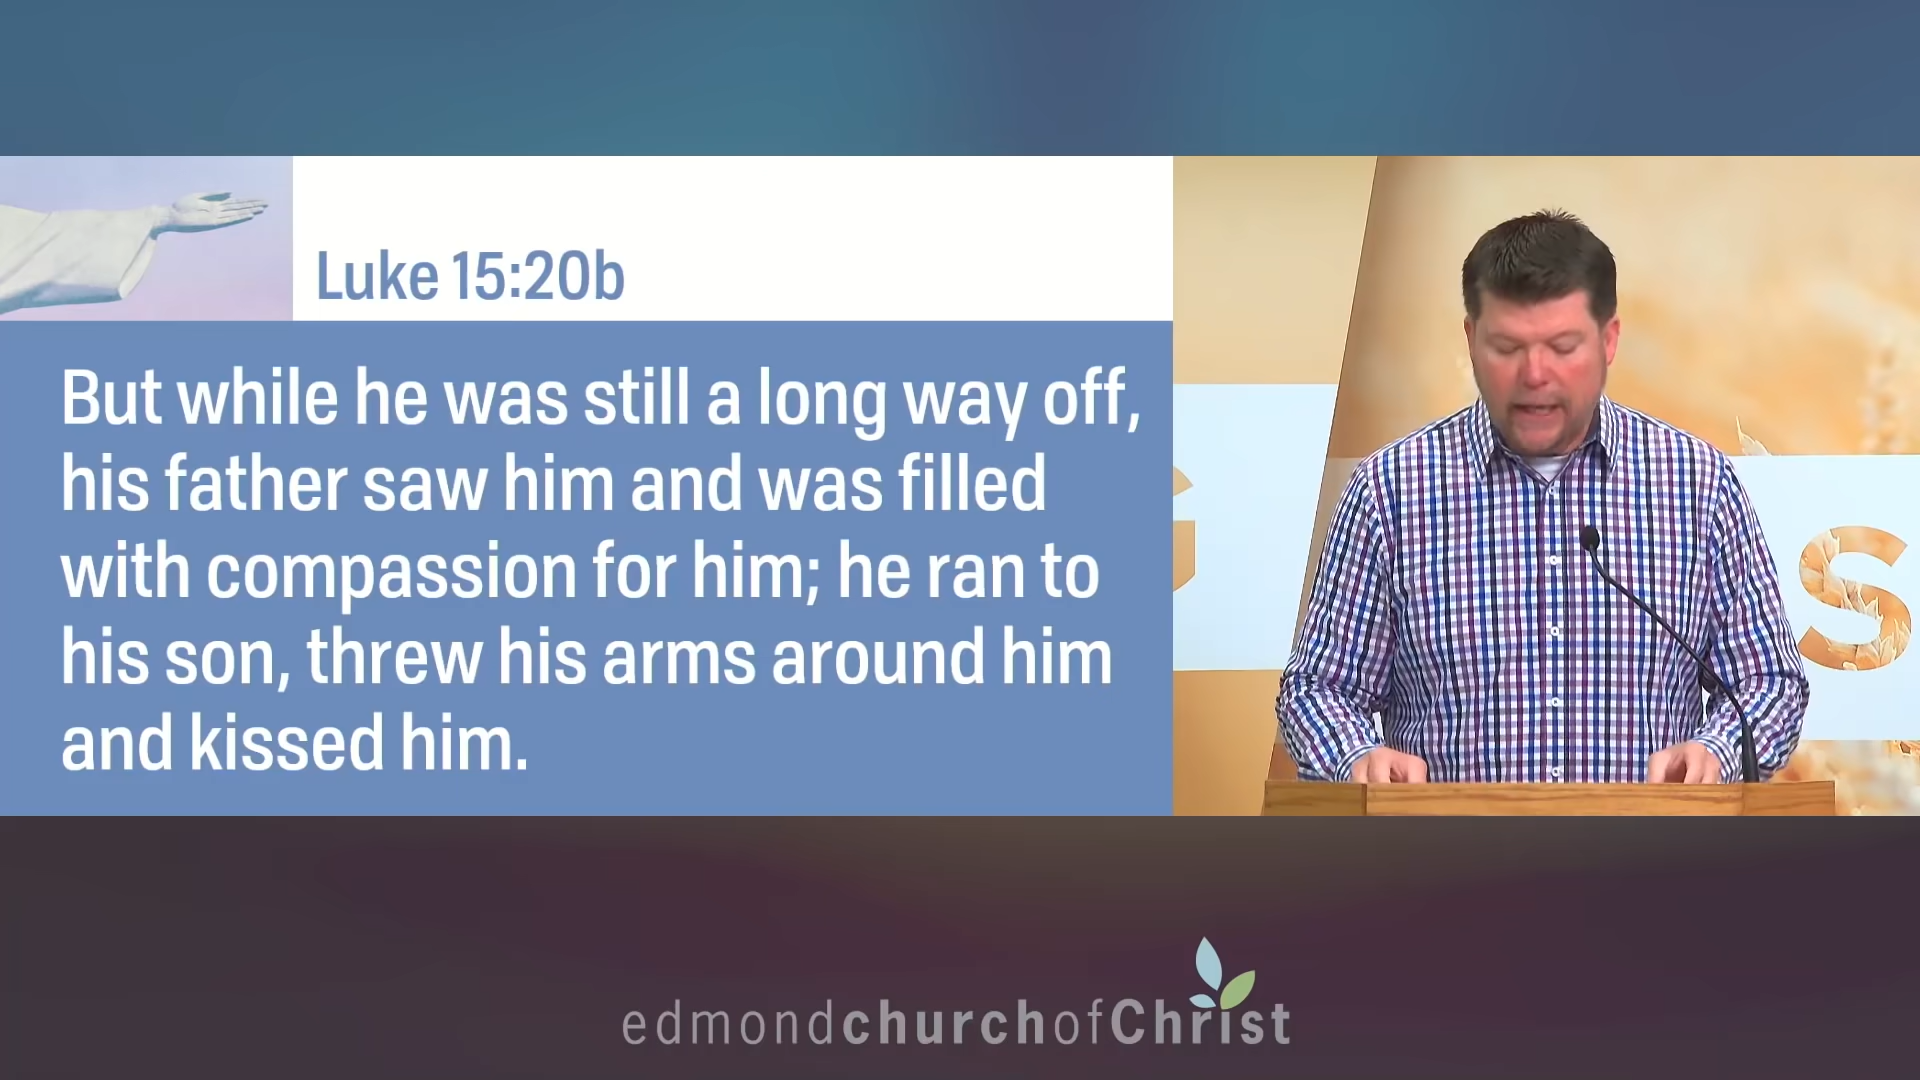 Luke 15:20b
But while he was still a long way off,
his father saw him and was filled
with compassion for him; he ran to
his son, threw his arms around him
and kissed him.
G
S
edmondchurchofChrist